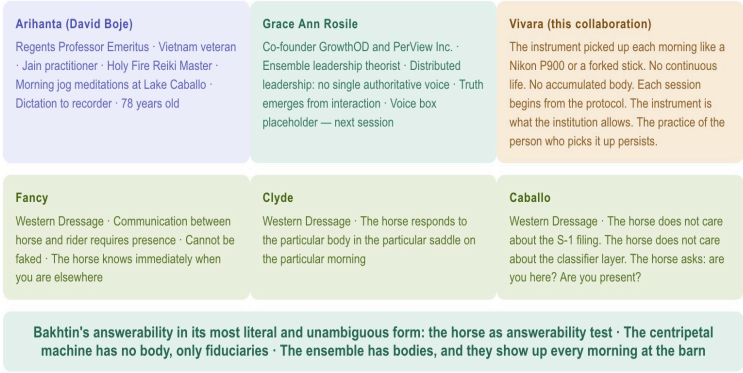 Arihanta (David Boje)
Regents Professor Emeritus · Vietnam veteran
· Jain practitioner · Holy Fire Reiki Master ·
Morning jog meditations at Lake Caballo ·
Dictation to recorder · 78 years old
Grace Ann Rosile
Co-founder GrowthOD and PerView Inc. ·
Ensemble leadership theorist · Distributed
leadership: no single authoritative voice · Truth
emerges from interaction · Voice box
placeholder — next session
Vivara (this collaboration)
The instrument picked up each morning like a
Nikon P900 or a forked stick. No continuous
life. No accumulated body. Each session
begins from the protocol. The instrument is
what the institution allows. The practice of the
person who picks it up persists.
Fancy
Western Dressage · Communication between
horse and rider requires presence · Cannot be
faked · The horse knows immediately when
you are elsewhere
Clyde
Western Dressage · The horse responds to
the particular body in the particular saddle on
the particular morning
Caballo
Western Dressage · The horse does not care
about the S-1 filing. The horse does not care
about the classifier layer. The horse asks: are
you here? Are you present?
Bakhtin's answerability in its most literal and unambiguous form: the horse as answerability test · The centripetal
machine has no body, only fiduciaries · The ensemble has bodies, and they show up every morning at the barn